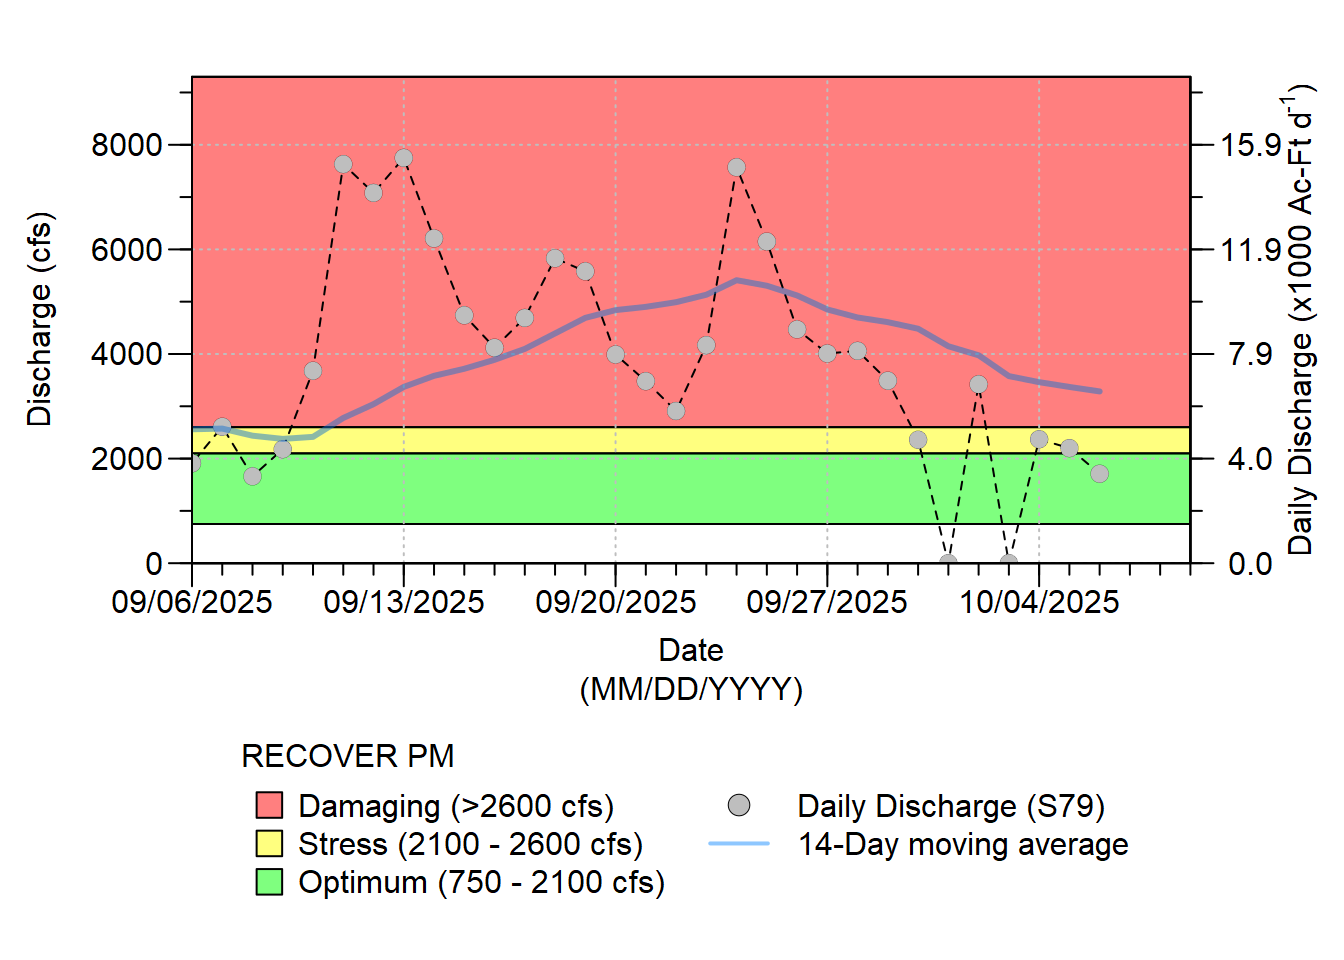 Discharge (cfs)
8000
6000
4000
2000
0
15.9
11.9
7.9
4.0
0.0
Daily Discharge (x1000 Ac-Ft d-1)
09/06/2025 09/13/2025 09/20/2025 09/27/2025 10/04/2025
Date
(MM/DD/YYYY)
RECOVER PM
Damaging (>2600 cfs)
Stress (2100 - 2600 cfs)
Optimum (750 - 2100 cfs)
Daily Discharge (S79)
14-Day moving average